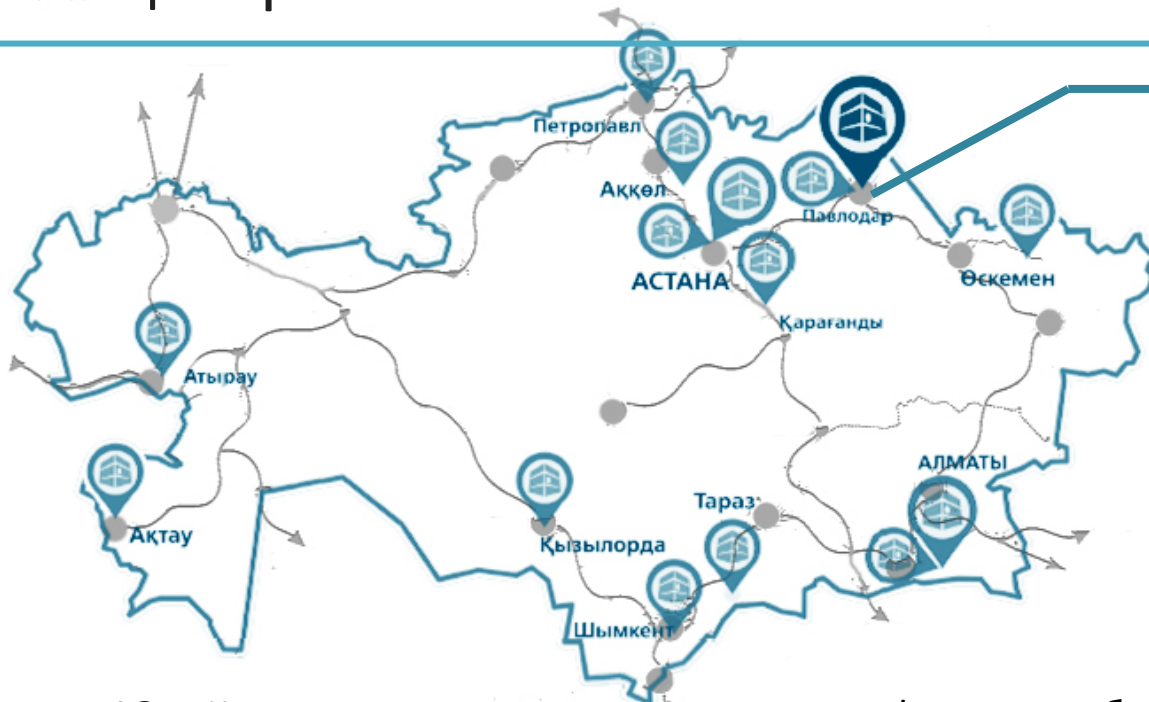 Петропавл
Ақкөл
Павлодар
АСТАНА
Өскемен
Қарағанды
Атырау
АЛМАТЫ
Тараз
Ақтау
Қызылорда
Шымкент